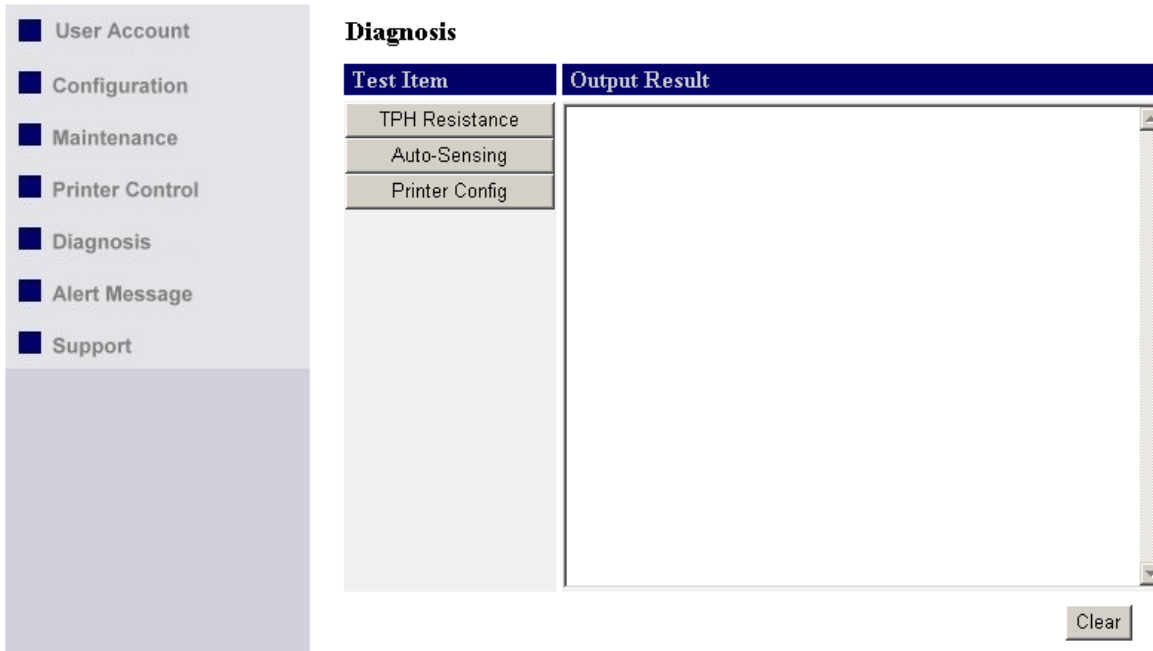 User Account
Configuration
Maintenance
Printer Control
Diagnosis
Alert Message
Support
Diagnosis
Test Item
Output Result
TPH Resistance
Auto-Sensing
Printer Config
Clear